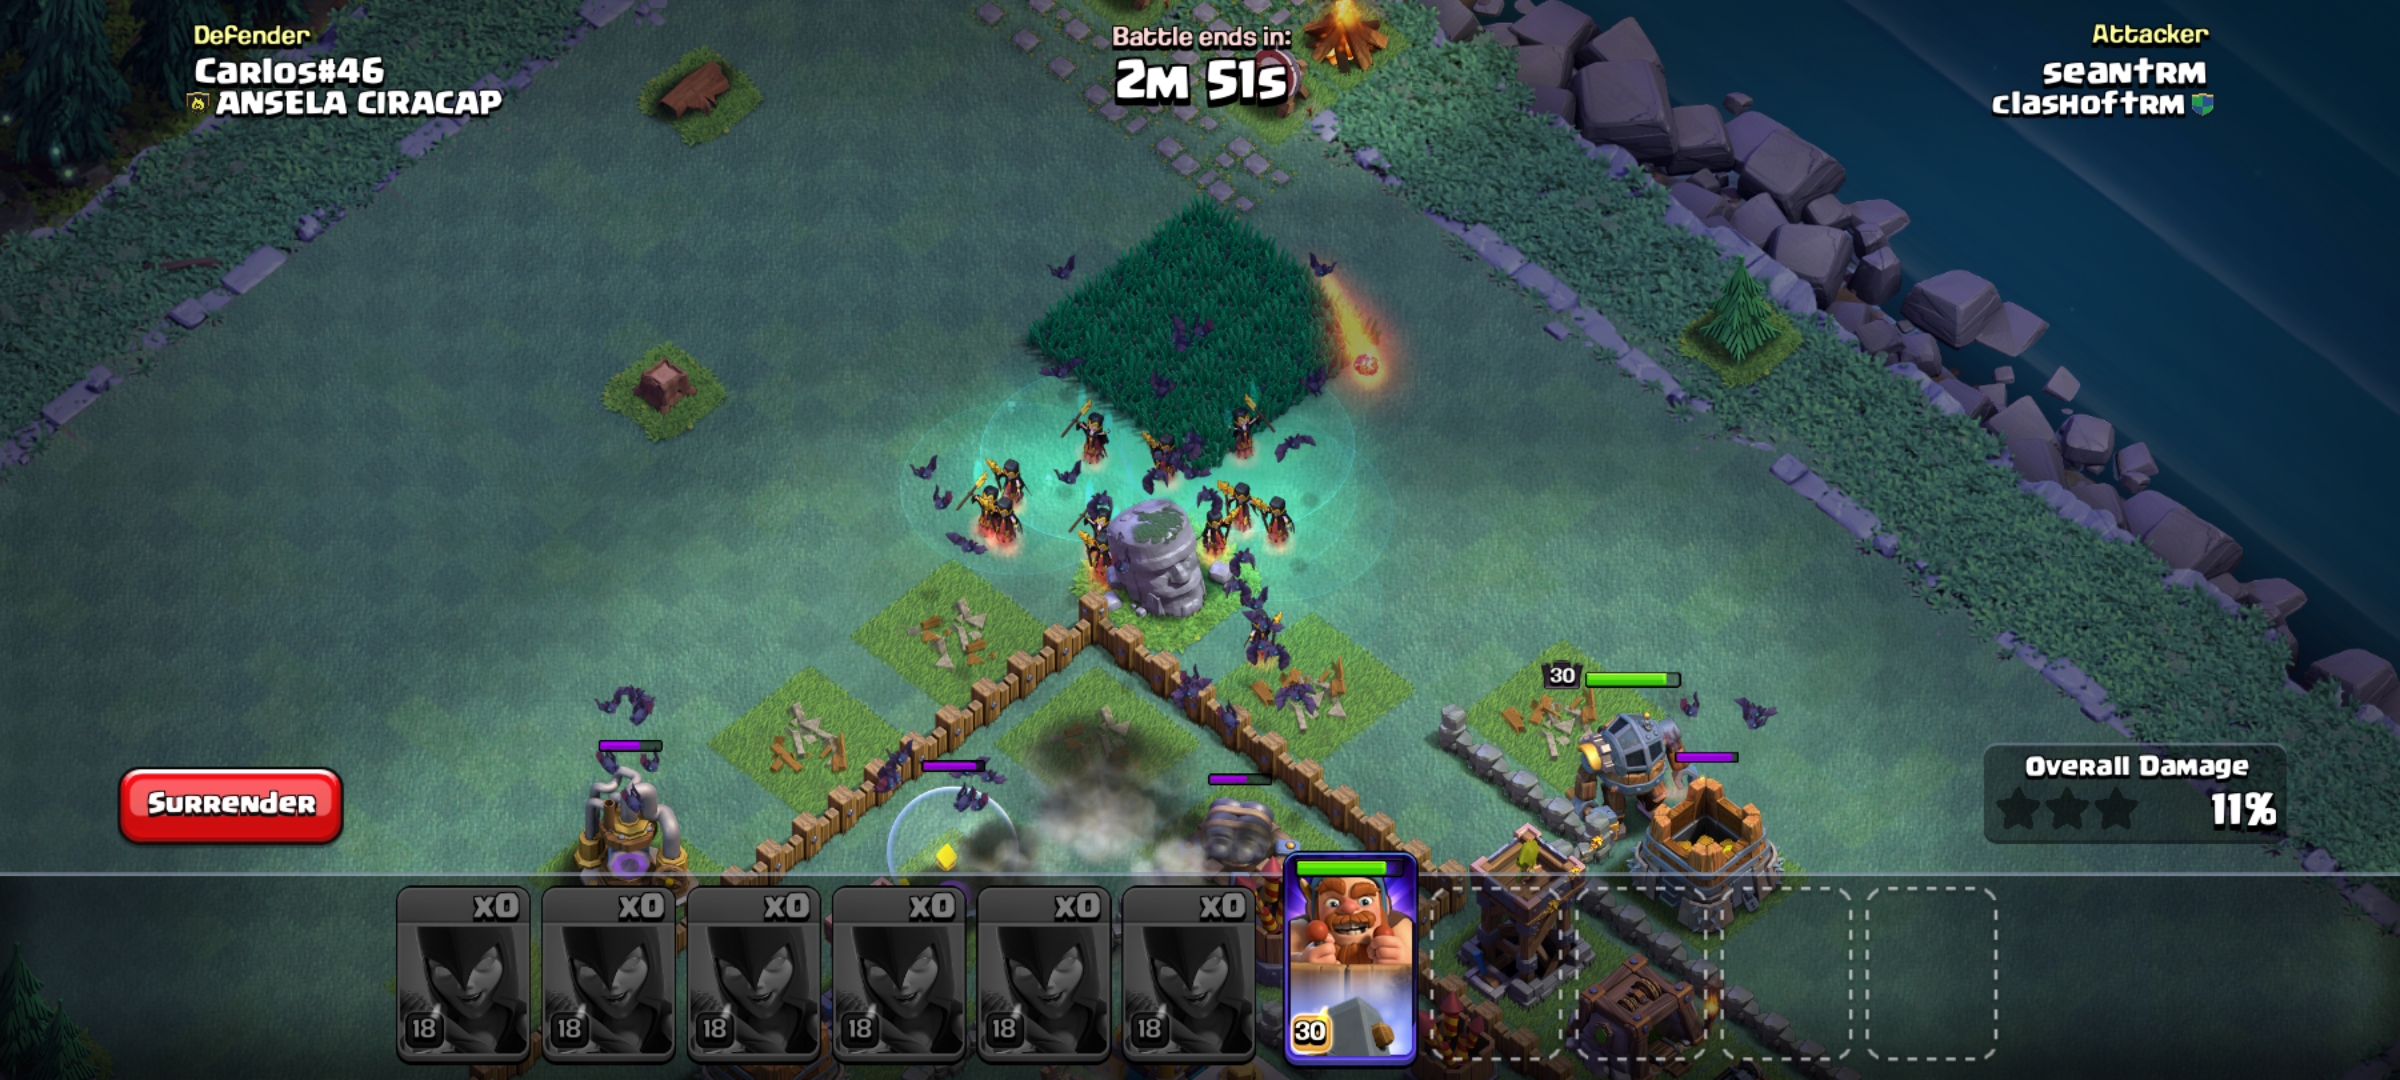 Defender
Carlos#46
ANSELA CIRACAP
Battle ends in:
2M 51s
Attacker
seantRM
clashoftRM
30
Surrender
Overall Damage
11%
x0
x0
x0
x0
x0
x0
18
18
18
18
18
18
30